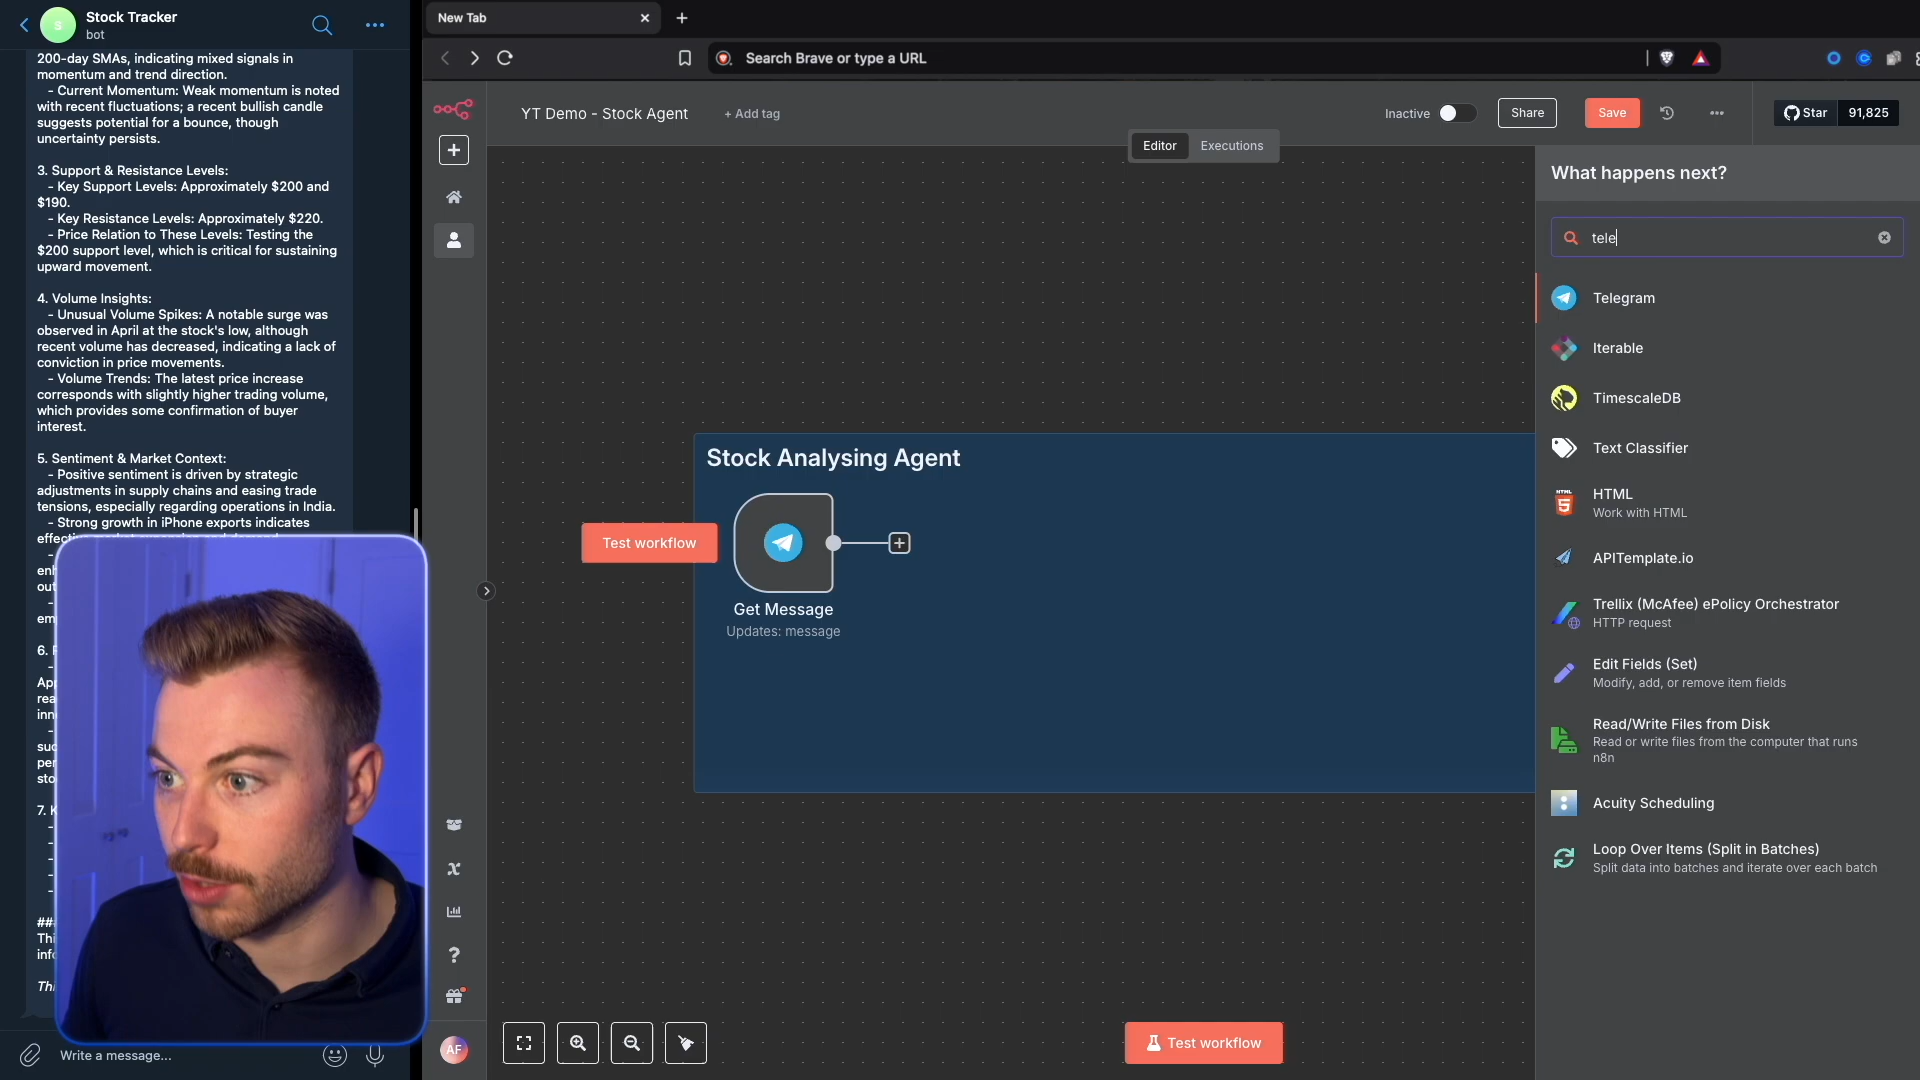 Stock Tracker
bot
200-day SMAs, indicating mixed signals in
momentum and trend direction.
- Current Momentum: Weak momentum is noted
with recent fluctuations; a recent bullish candle
suggests potential for a bounce, though
uncertainty persists.
3. Support & Resistance Levels:
- Key Support Levels: Approximately $200 and
$190.
- Key Resistance Levels: Approximately $220.
- Price Relation to These Levels: Testing the
$200 support level, which is critical for sustaining
upward movement.
4. Volume Insights:
- Unusual Volume Spikes: A notable surge was
observed in April at the stock's low, although
recent volume has decreased, indicating a lack of
conviction in price movements.
- Volume Trends: The latest price increase
corresponds with slightly higher trading volume,
which provides some confirmation of buyer
interest.
5. Sentiment & Market Context:
- Positive sentiment is driven by strategic
adjustments in supply chains and easing trade
tensions, especially regarding operations in India.
- Strong growth in iPhone exports indicates
6.
7. K
##
Write a message...
New Tab
Search Brave or type a URL
YT Demo - Stock Agent
+ Add tag
Inactive
Share
Save
Star
91,825
Editor
Executions
Stock Analysing Agent
Test workflow
Get Message
Updates: message
AF
Test workflow
What happens next?
tele
Telegram
Iterable
TimescaleDB
Text Classifier
HTML
Work with HTML
APITemplate.io
Trellix (McAfee) ePolicy Orchestrator
HTTP request
Edit Fields (Set)
Modify, add, or remove item fields
Read/Write Files from Disk
Read or write files from the computer that runs
n8n
Acuity Scheduling
Loop Over Items (Split in Batches)
Split data into batches and iterate over each batch